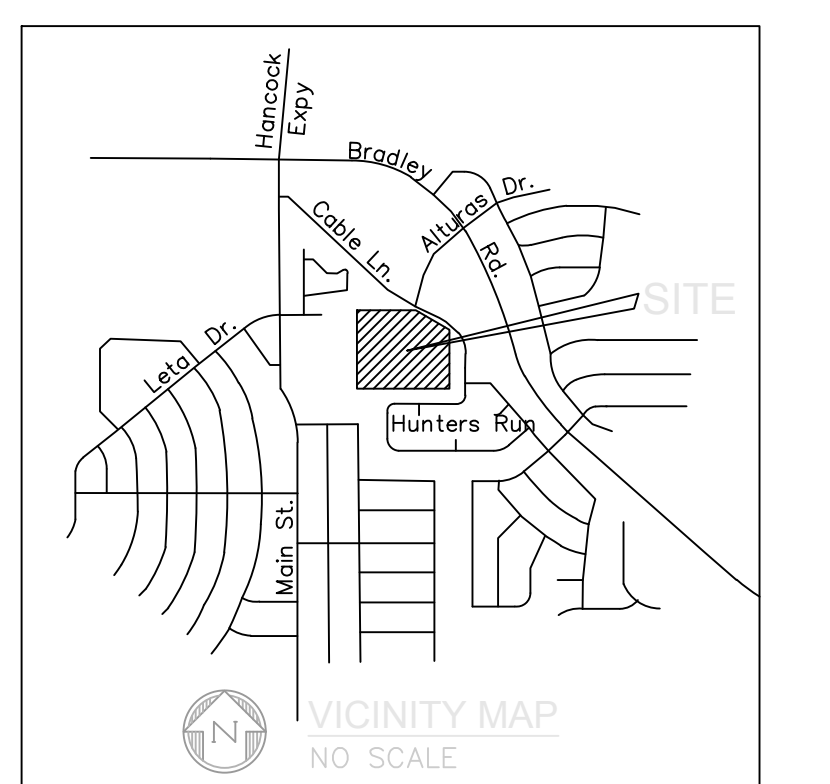 Hancock
Expy
Bradley
Rd.
Alturas Dr.
Cable Ln.
SITE
Leta Dr.
Hunters Run
Main St.
N
VICINITY MAP
NO SCALE